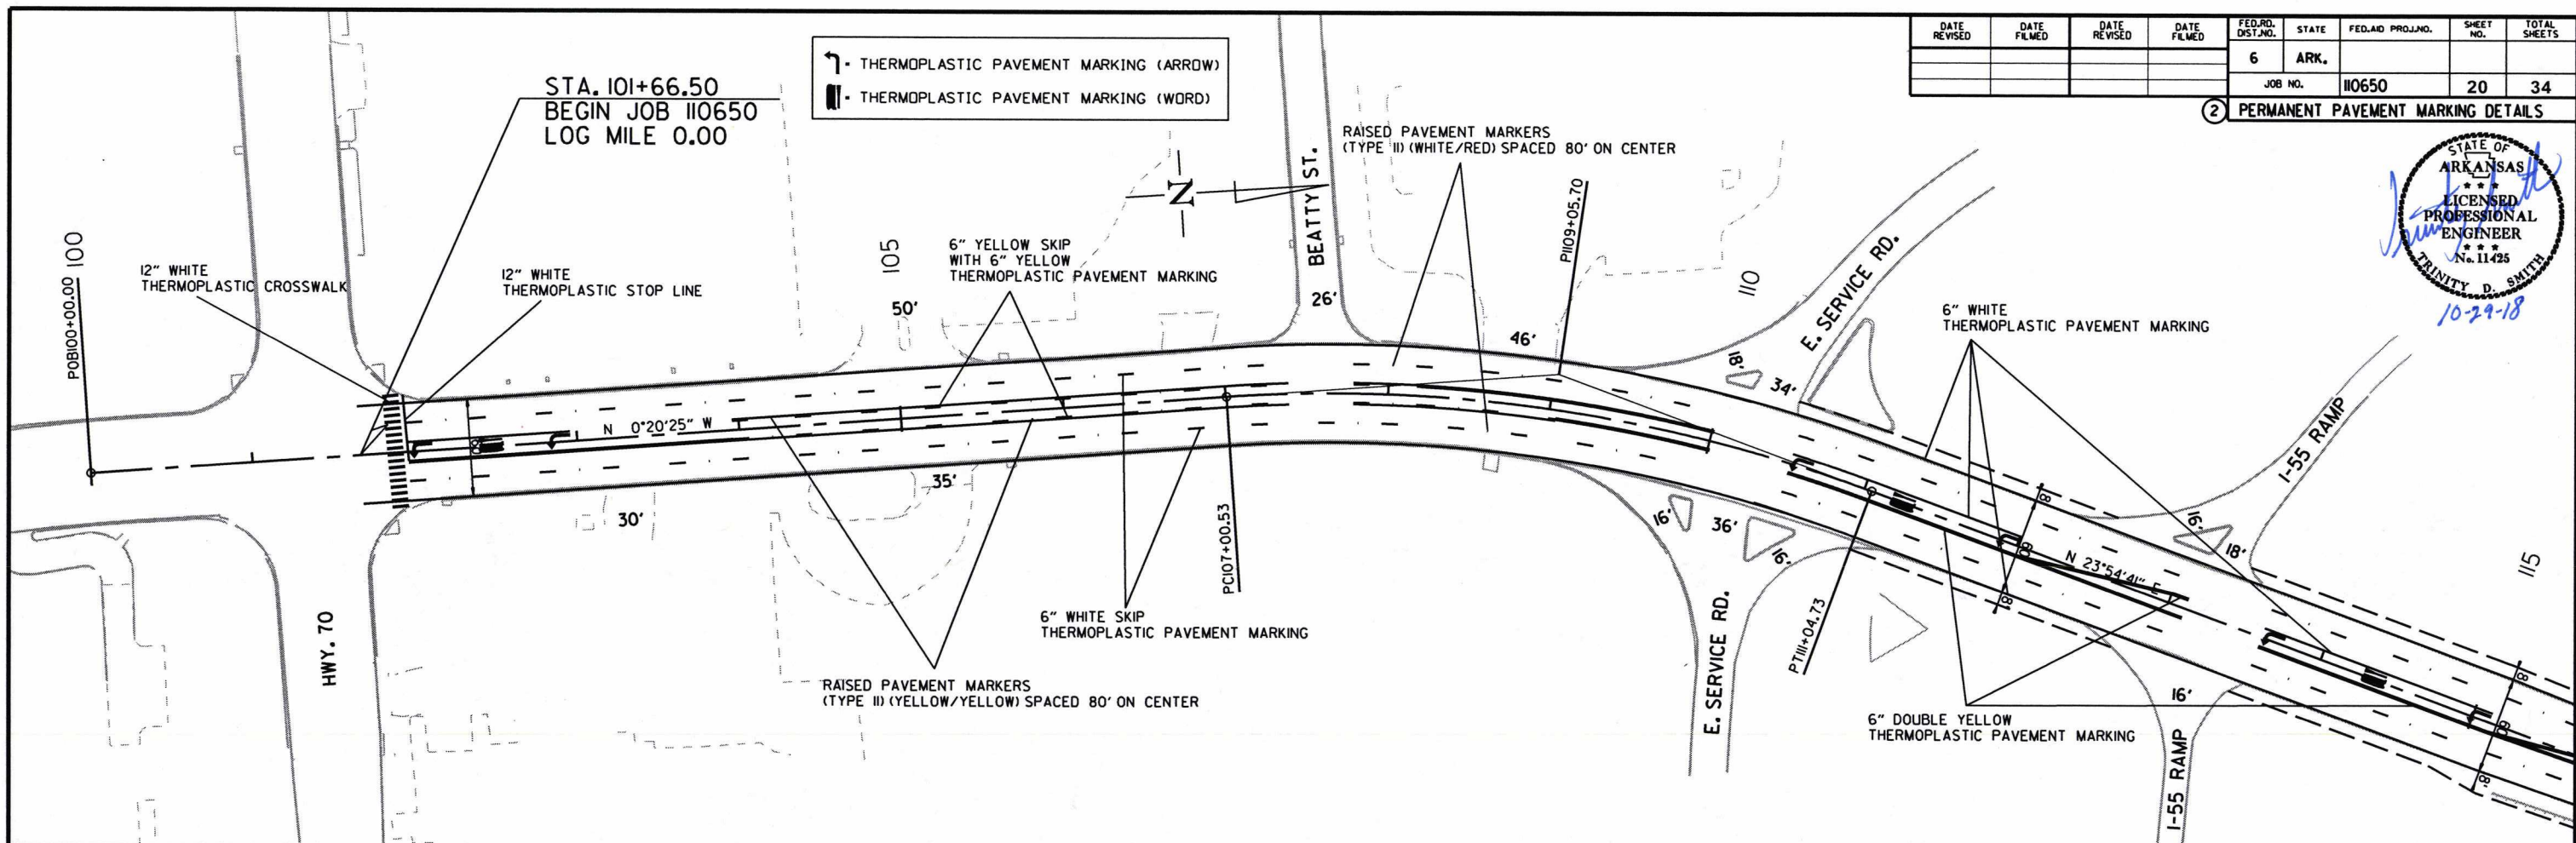 DATE REVISED
DATE FILMED
DATE REVISED
DATE FILMED
FED.RD. DIST.NO.
STATE
FED.AID PROJ.NO.
SHEET NO.
TOTAL SHEETS
6
ARK.
JOB NO.
110650
20
34
2 PERMANENT PAVEMENT MARKING DETAILS
STATE OF
ARKANSAS
LICENSED
PROFESSIONAL
ENGINEER
No. 11425
TRINITY D. SMITH
10-29-18
- THERMOPLASTIC PAVEMENT MARKING (ARROW)
- THERMOPLASTIC PAVEMENT MARKING (WORD)
STA. 101+66.50
BEGIN JOB 110650
LOG MILE 0.00
POB100+00.00
100
12" WHITE
THERMOPLASTIC CROSSWALK
12" WHITE
THERMOPLASTIC STOP LINE
105
50'
6" YELLOW SKIP
WITH 6" YELLOW
THERMOPLASTIC PAVEMENT MARKING
N
BEATTY ST.
26'
RAISED PAVEMENT MARKERS
(TYPE II) (WHITE/RED) SPACED 80' ON CENTER
PI109+05.70
46'
110
E. SERVICE RD.
18'
34'
6" WHITE
THERMOPLASTIC PAVEMENT MARKING
I-55 RAMP
16'
18'
115
N 0°20'25" W
60
35'
30'
HWY. 70
PC107+00.53
6" WHITE SKIP
THERMOPLASTIC PAVEMENT MARKING
RAISED PAVEMENT MARKERS
(TYPE II) (YELLOW/YELLOW) SPACED 80' ON CENTER
16'
36'
16'
E. SERVICE RD.
PT111+04.73
8'
60
8'
N 23°54'41" E
6" DOUBLE YELLOW
THERMOPLASTIC PAVEMENT MARKING
16'
I-55 RAMP
8'
60
8'